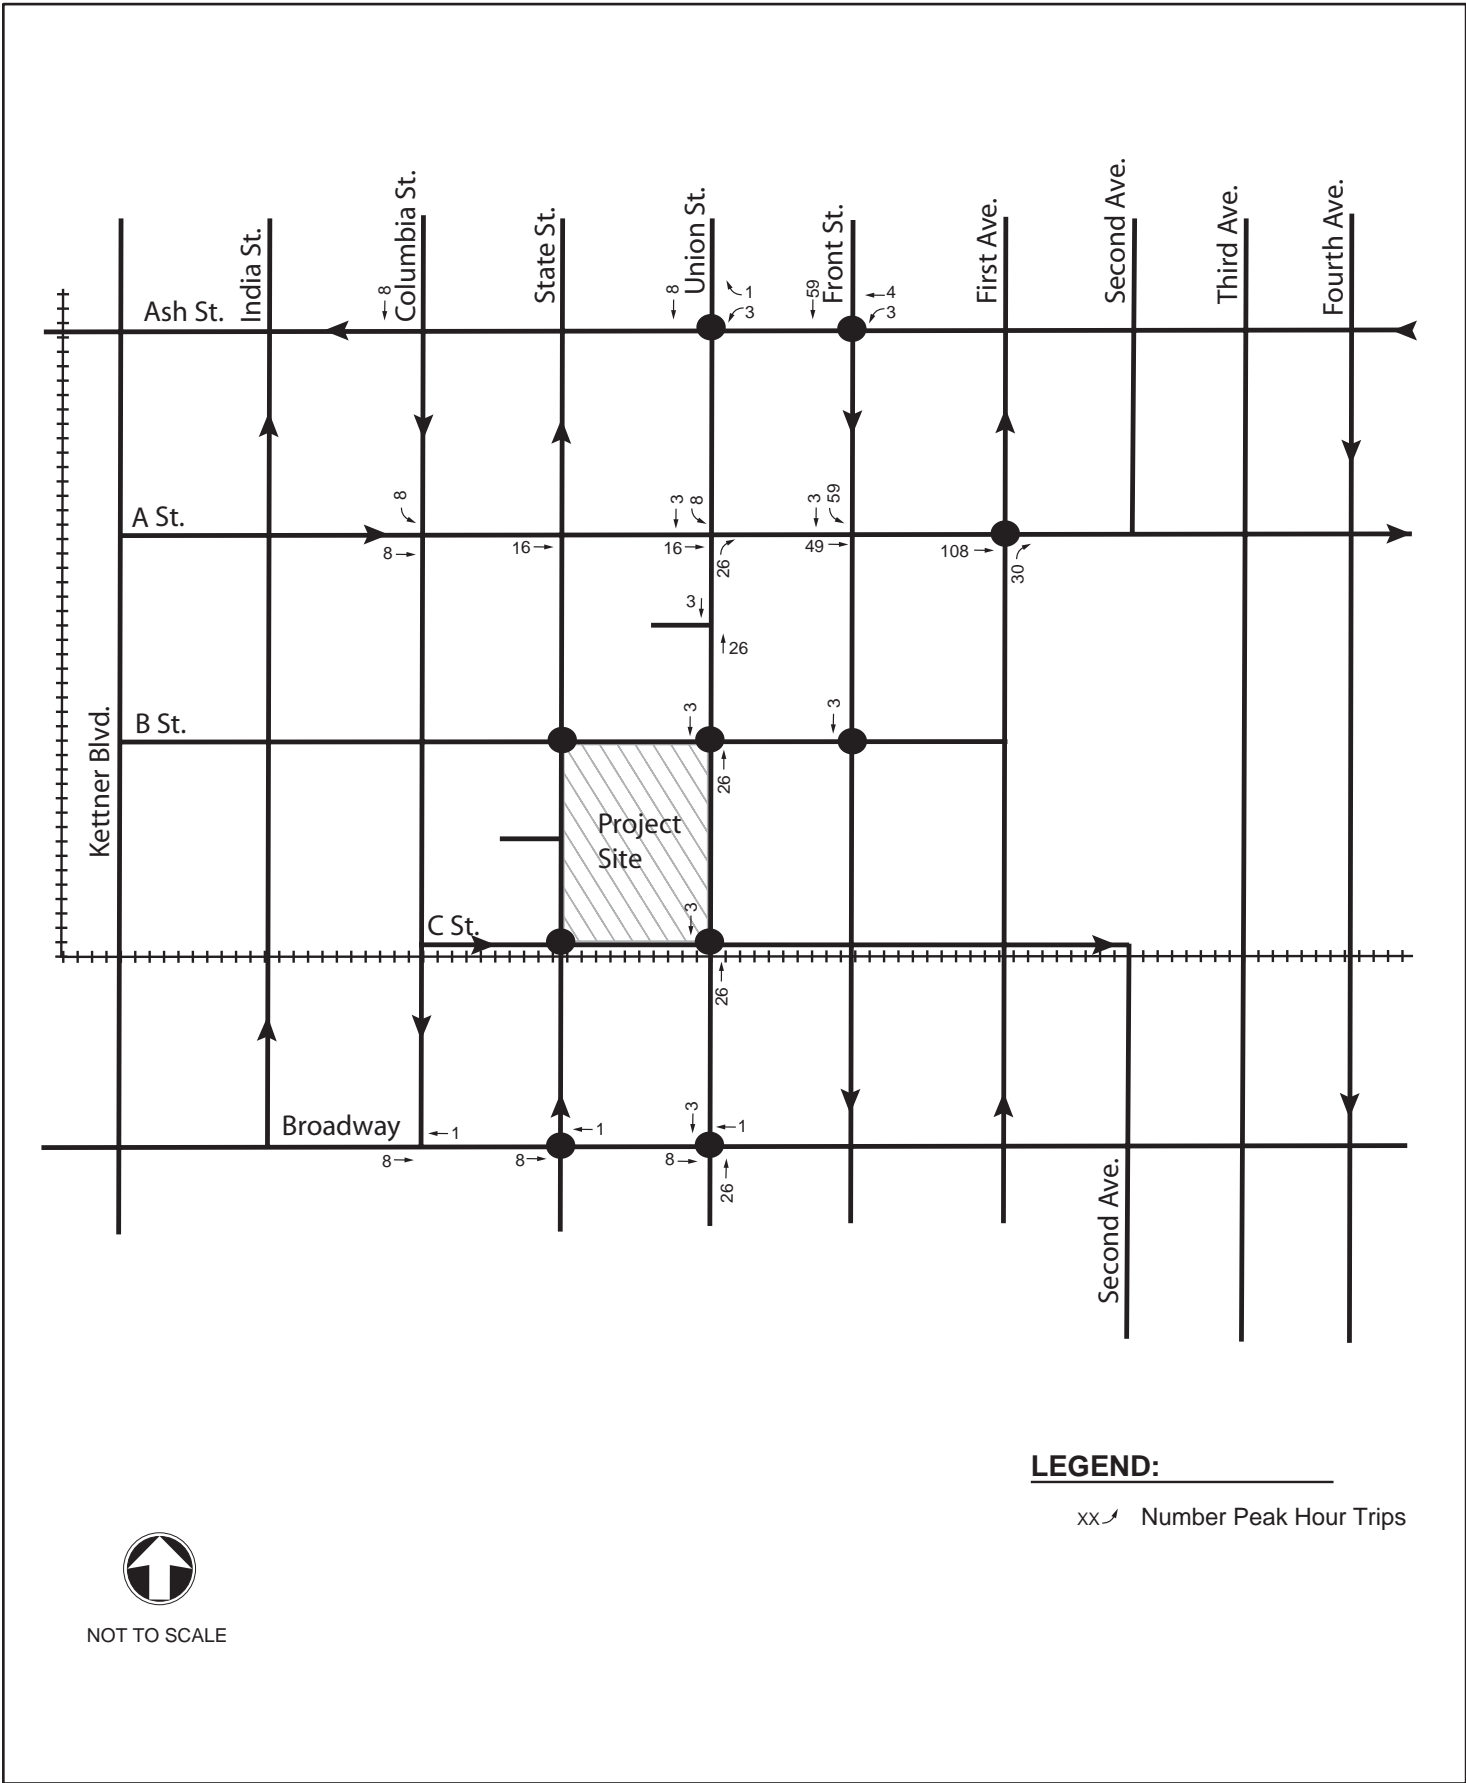 Ash St.
India St.
Columbia St.
State St.
Union St.
Front St.
First Ave.
Second Ave.
Third Ave.
Fourth Ave.
8
8
1
3
59
4
3
A St.
8
8
16
3
8
16
26
3
59
49
108
30
3
26
Kettner Blvd.
B St.
3
26
3
Project
Site
C St.
3
26
Broadway
1
8
1
8
3
1
8
26
Second Ave.
LEGEND:
xx Number Peak Hour Trips
NOT TO SCALE